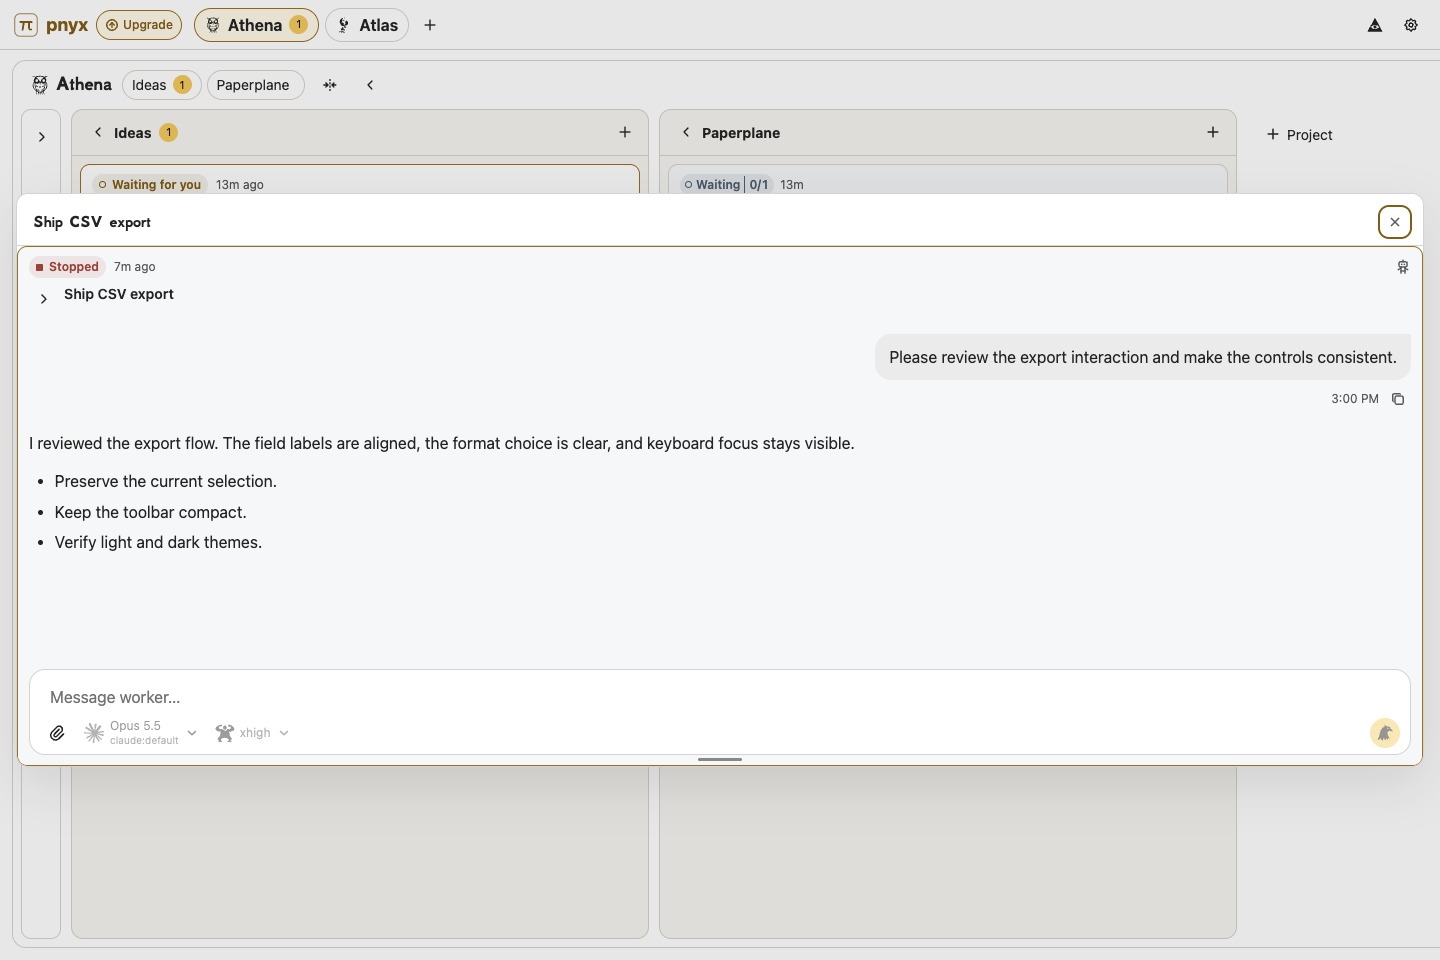 pnyx Upgrade Athena 1 Atlas
Athena Ideas 1 Paperplane
Ideas 1
Paperplane
Project
Waiting for you 13m ago
Waiting 0/1 13m
Ship CSV export
Stopped 7m ago
Ship CSV export
Please review the export interaction and make the controls consistent.
3:00 PM
I reviewed the export flow. The field labels are aligned, the format choice is clear, and keyboard focus stays visible.
• Preserve the current selection.
• Keep the toolbar compact.
• Verify light and dark themes.
Message worker...
Opus 5.5
claude:default
xhigh